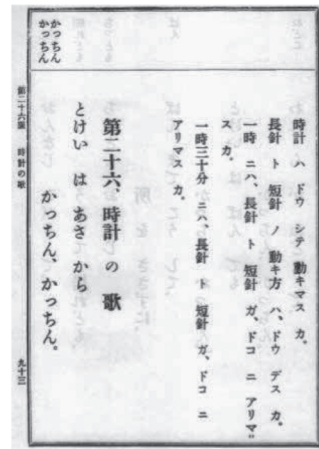 時計 ハ ドウ シテ 動キマス カ。
長針 ト 短針 ノ 動キ方 ハ、ドウ デス カ。
一時 ニハ、長針 ト 短針 ガ、ドコ ニ アリマ
ス カ。
一時三十分 ニハ、長針 ト 短針 ガ、ドコ ニ
アリマス カ。
第二十六、時計 の 歌
とけい は あさ から
かっちん、かっちん。
かっちん
かっちん
第二十六課 時計の歌
九十三